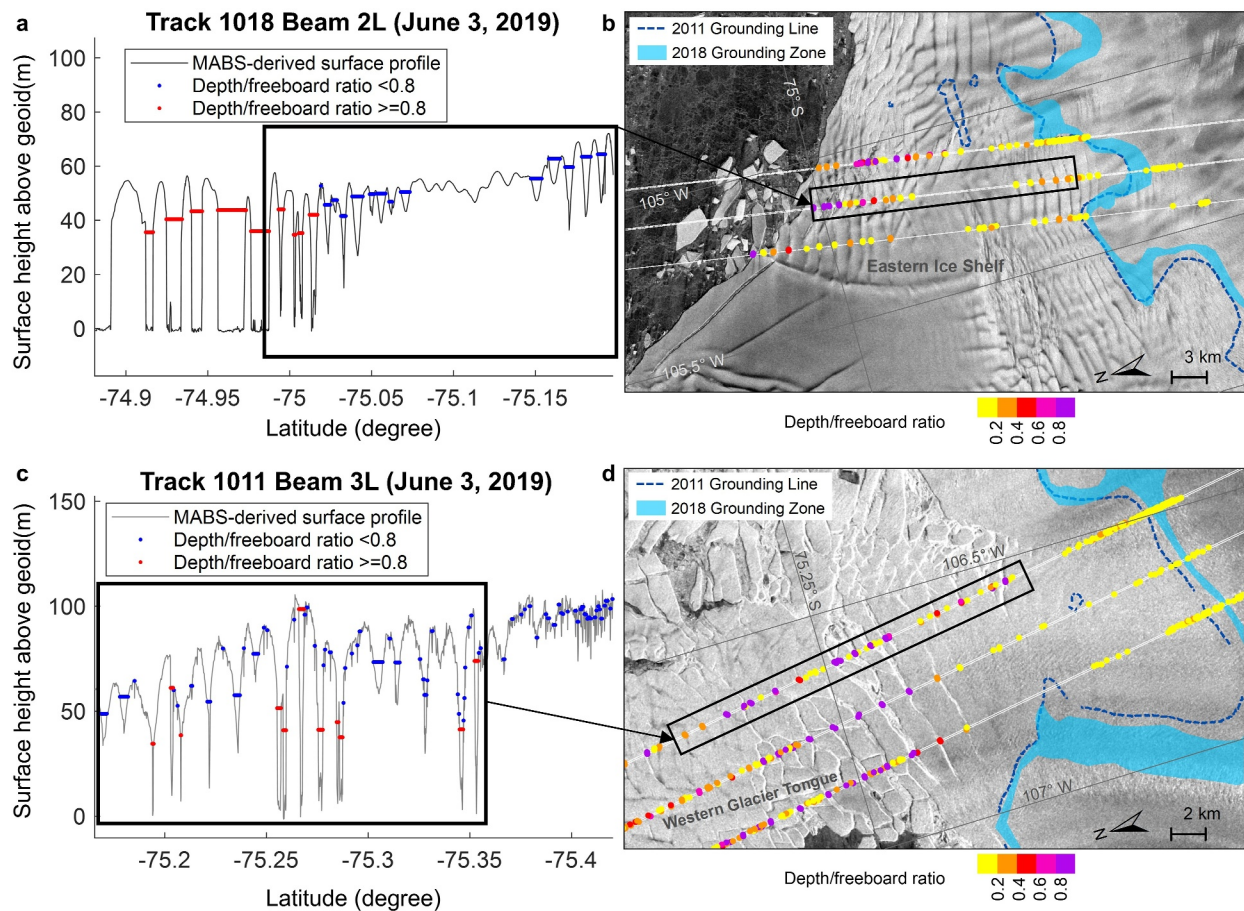 a
Track 1018 Beam 2L (June 3, 2019)
Surface height above geoid(m)
100
80
60
40
20
0
MABS-derived surface profile
Depth/freeboard ratio <0.8
Depth/freeboard ratio >=0.8
-74.9
-74.95
-75
-75.05
-75.1
-75.15
Latitude (degree)
b
2011 Grounding Line
2018 Grounding Zone
75° S
105° W
Eastern Ice Shelf
105.5° W
N
3 km
Depth/freeboard ratio
0.2
0.4
0.6
0.8
c
Track 1011 Beam 3L (June 3, 2019)
Surface height above geoid(m)
150
100
50
0
MABS-derived surface profile
Depth/freeboard ratio <0.8
Depth/freeboard ratio >=0.8
-75.2
-75.25
-75.3
-75.35
-75.4
Latitude (degree)
d
2011 Grounding Line
2018 Grounding Zone
75.25° S
106.5° W
Western Glacier Tongue
107° W
N
2 km
Depth/freeboard ratio
0.2
0.4
0.6
0.8